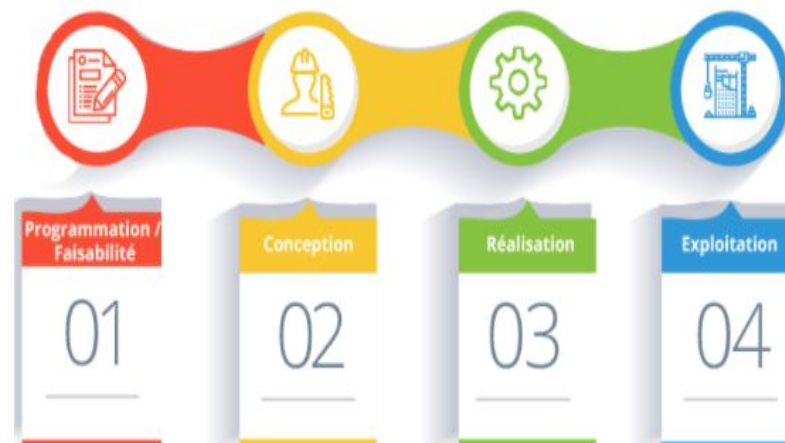 Programmation /
Faisabilité
Conception
Réalisation
Exploitation
01
02
03
04